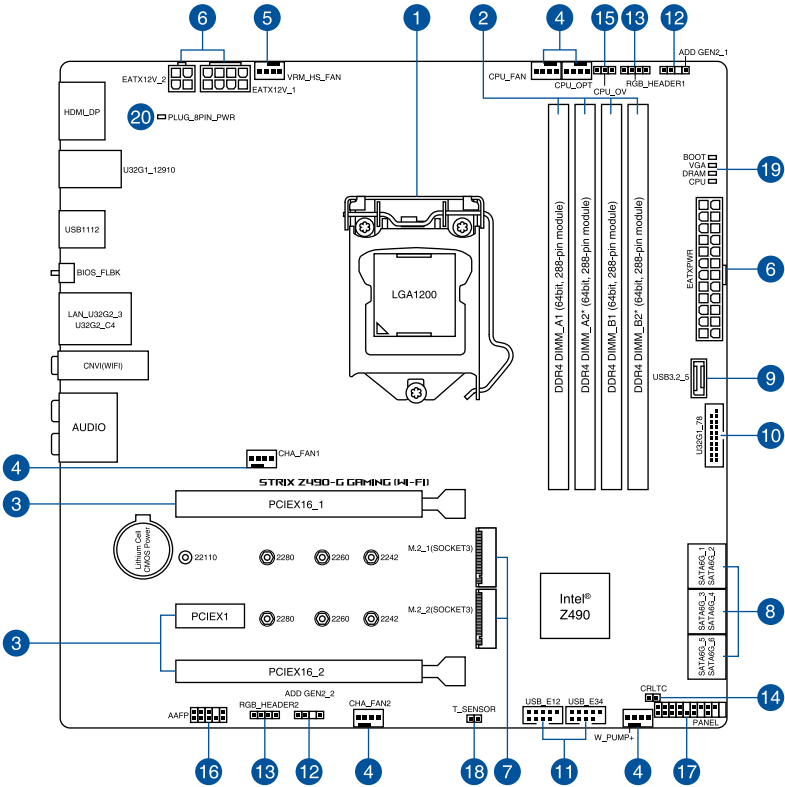 6
5
1
2
4
15
13
12
ADD GEN2_1
EATX12V_2
EATX12V_1
VRM_HS_FAN
CPU_FAN
CPU_OPT
CPU_OV
RGB_HEADER1
HDMI_DP
20
PLUG_8PIN_PWR
U32G1_12910
BOOT
VGA
DRAM
CPU
19
USB1112
BIOS_FLBK
LGA1200
DDR4 DIMM_A1 (64bit, 288-pin module)
DDR4 DIMM_A2* (64bit, 288-pin module)
DDR4 DIMM_B1 (64bit, 288-pin module)
DDR4 DIMM_B2* (64bit, 288-pin module)
EATXPWR
6
LAN_U32G2_3
U32G2_C4
CNVI(WIFI)
USB3.2_5
9
AUDIO
U32G1_78
10
4
CHA_FAN1
STRIX Z490-G GAMING (WI-FI)
3
PCIEX16_1
Lithium Cell
CMOS Power
22110
2280
2260
2242
M.2_1(SOCKET3)
SATA6G_1
SATA6G_2
Intel®
Z490
SATA6G_3
SATA6G_4
8
3
PCIEX1
2280
2260
2242
M.2_2(SOCKET3)
SATA6G_5
SATA6G_6
PCIEX16_2
CRLTC
14
AAFP
RGB_HEADER2
ADD GEN2_2
CHA_FAN2
T_SENSOR
USB_E12
USB_E34
W_PUMP+
PANEL
16
13
12
4
18
7
11
4
17